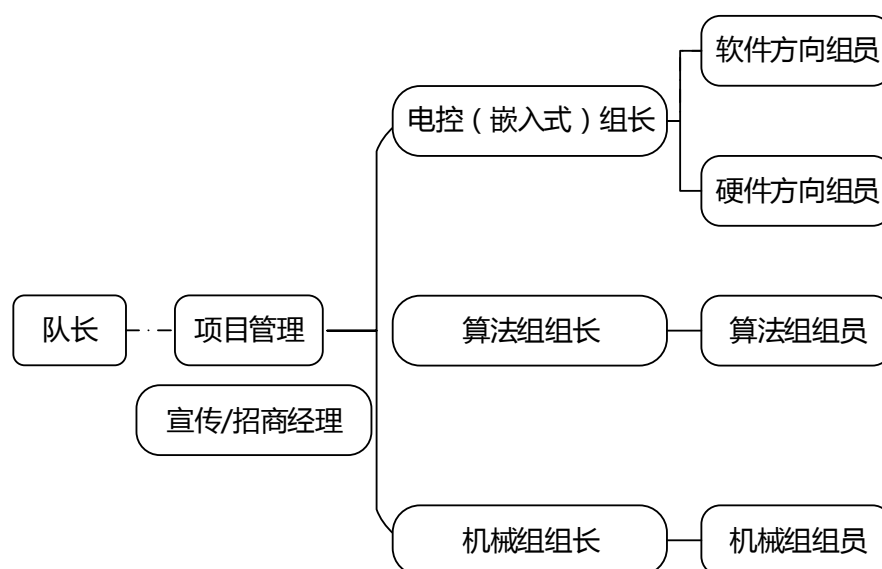 软件方向组员
电控（嵌入式）组长
硬件方向组员
队长
项目管理
算法组组长
算法组组员
宣传/招商经理
机械组组长
机械组组员